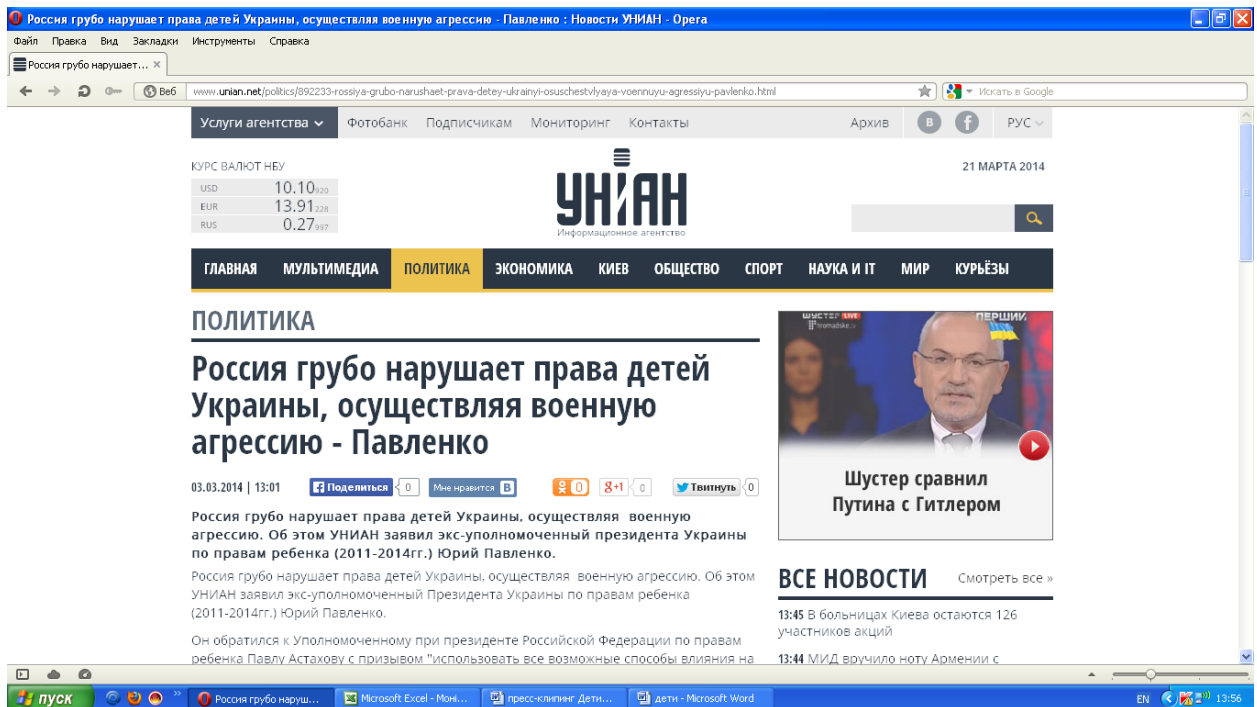 Россия грубо нарушает права детей Украины, осуществляя военную агрессию - Павленко : Новости УНИАН - Opera
Файл Правка Вид Закладки Инструменты Справка
Россия грубо нарушает...
Веб www.unian.net/politics/892233-rossiya-grubo-narushaet-prava-detey-ukrainyi-osuschestvlyaya-voennuyu-agressiyu-pavlenko.html Искать в Google
Услуги агентства Фотобанк Подписчикам Мониторинг Контакты Архив B f РУС
КУРС ВАЛЮТ НБУ
USD 10.10920
EUR 13.91228
RUS 0.27997
УНИАН
Информационное агентство
21 МАРТА 2014
ГЛАВНАЯ МУЛЬТИМЕДИА ПОЛИТИКА ЭКОНОМИКА КИЕВ ОБЩЕСТВО СПОРТ НАУКА И IT МИР КУРЬЁЗЫ
ПОЛИТИКА
Россия грубо нарушает права детей
Украины, осуществляя военную
агрессию - Павленко
03.03.2014 | 13:01 Поделиться 0 Мне нравится B 0 g+1 0 Твитнуть 0
Россия грубо нарушает права детей Украины, осуществляя военную
агрессию. Об этом УНИАН заявил экс-уполномоченный президента Украины
по правам ребенка (2011-2014гг.) Юрий Павленко.
Россия грубо нарушает права детей Украины, осуществляя военную агрессию. Об этом
УНИАН заявил экс-уполномоченный Президента Украины по правам ребенка
(2011-2014гг.) Юрий Павленко.
Он обратился к Уполномоченному при президенте Российской Федерации по правам
ребенка Павлу Астахову с призывом "использовать все возможные способы влияния на
ШУСТЕР LIVE
hromadske
ПЕРШИЙ
Шустер сравнил
Путина с Гитлером
ВСЕ НОВОСТИ Смотреть все »
13:45 В больницах Киева остаются 126
участников акций
13:44 МИД вручило ноту Армении с
пуск Россия грубо наруш... Microsoft Excel - Моні... пресс-клипинг Дети... дети - Microsoft Word EN 13:56